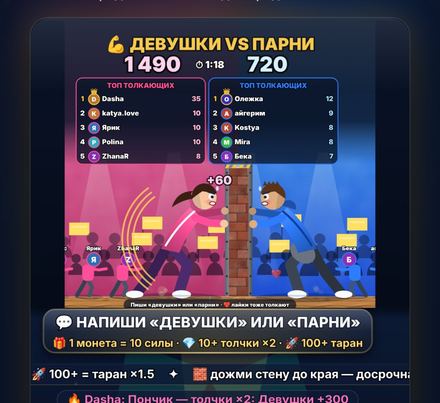 💪 ДЕВУШКИ VS ПАРНИ
1 490 ⏱ 1:18 720
ТОП ТОЛКАЮЩИХ
1 D Dasha 35
2 K katya.love 10
3 Я Ярик 10
4 P Polina 10
5 Z ZhanaR 8
ТОП ТОЛКАЮЩИХ
1 О Олежка 12
2 А айгерим 9
3 K Kostya 8
4 M Mira 8
5 Б Бека 7
+60
Ярик
ZhanaR
Бека
Я
Z
Б
Пиши «девушки» или «парни» · ❤️ лайки тоже толкают
💬 НАПИШИ «ДЕВУШКИ» ИЛИ «ПАРНИ»
🎁 1 монета = 10 силы · 💎 10+ толчки ×2 · 🚀 100+ таран
🚀 100+ = таран ×1.5 ✦ 🧱 дожми стену до края —
🔥 Dasha: Пончик — толчки ×2: Девушки +300